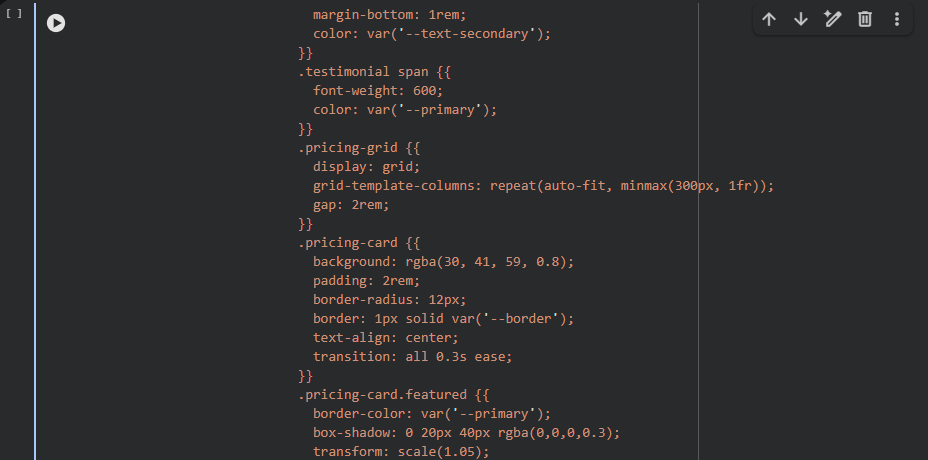 [ ]
margin-bottom: 1rem;
color: var('--text-secondary');
}}
.testimonial span {{
font-weight: 600;
color: var('--primary');
}}
.pricing-grid {{
display: grid;
grid-template-columns: repeat(auto-fit, minmax(300px, 1fr));
gap: 2rem;
}}
.pricing-card {{
background: rgba(30, 41, 59, 0.8);
padding: 2rem;
border-radius: 12px;
border: 1px solid var('--border');
text-align: center;
transition: all 0.3s ease;
}}
.pricing-card.featured {{
border-color: var('--primary');
box-shadow: 0 20px 40px rgba(0,0,0,0.3);
transform: scale(1.05);